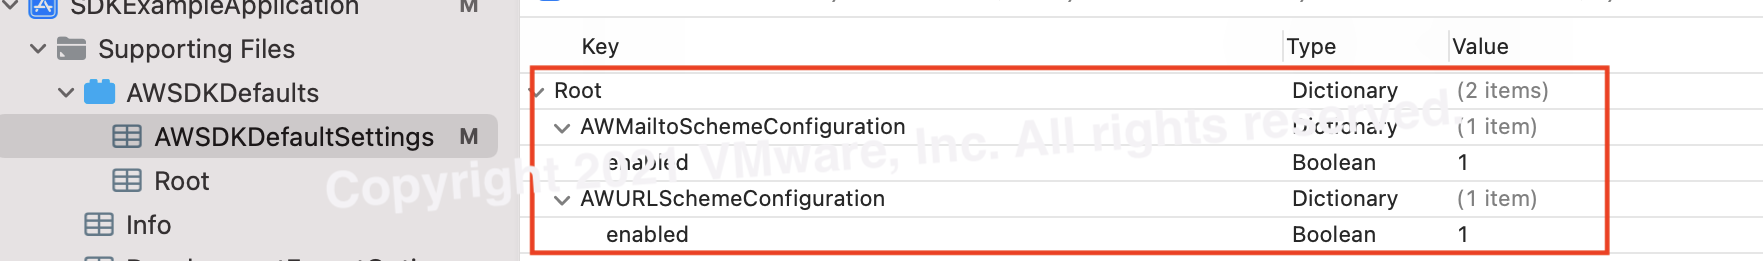 SDKExampleApplication M
Supporting Files
AWSDKDefaults
AWSDKDefaultSettings M
Root
Info
Key Type Value
Root Dictionary (2 items)
AWMailtoSchemeConfiguration Dictionary (1 item)
enabled Boolean 1
AWURLSchemeConfiguration Dictionary (1 item)
enabled Boolean 1
Copyright 2021 VMware, Inc. All rights reserved.